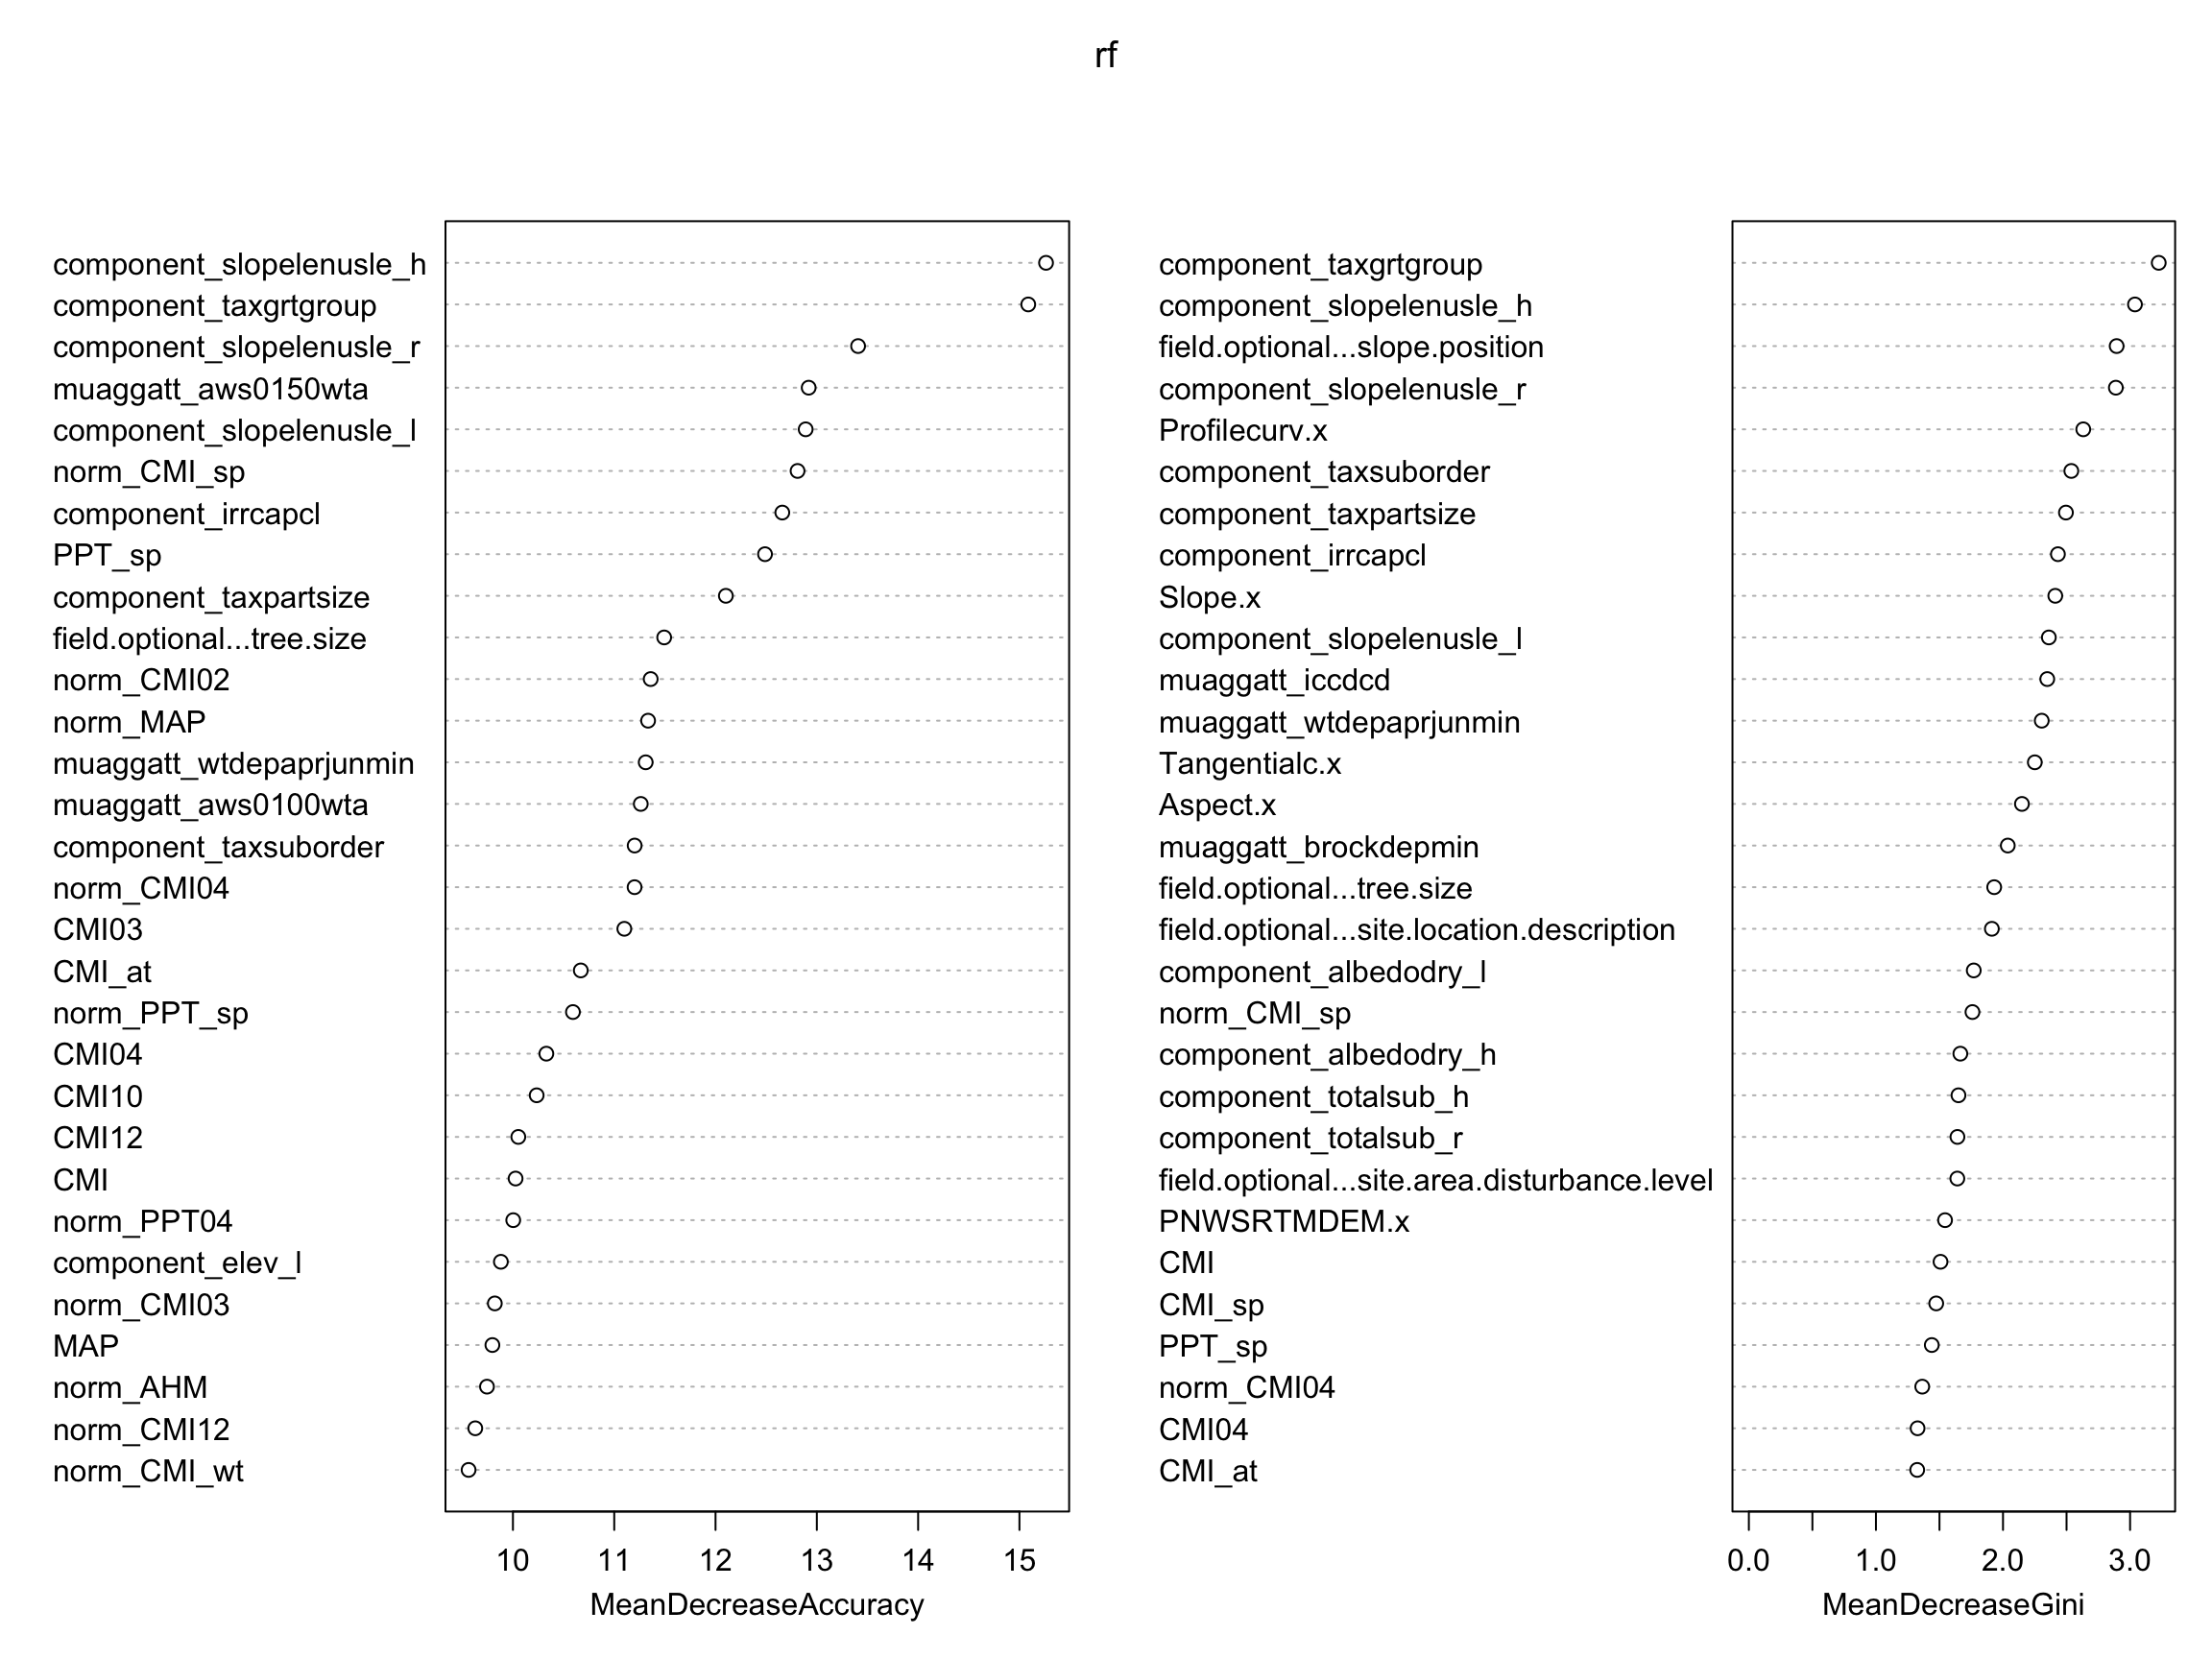 rf
component_slopelenusle_h
component_taxgrtgroup
component_slopelenusle_r
muaggatt_aws0150wta
component_slopelenusle_l
norm_CMI_sp
component_irrcapcl
PPT_sp
component_taxpartsize
field.optional...tree.size
norm_CMI02
norm_MAP
muaggatt_wtdepaprjunmin
muaggatt_aws0100wta
component_taxsuborder
norm_CMI04
CMI03
CMI_at
norm_PPT_sp
CMI04
CMI10
CMI12
CMI
norm_PPT04
component_elev_l
norm_CMI03
MAP
norm_AHM
norm_CMI12
norm_CMI_wt
10 11 12 13 14 15
MeanDecreaseAccuracy
component_taxgrtgroup
component_slopelenusle_h
field.optional...slope.position
component_slopelenusle_r
Profilecurv.x
component_taxsuborder
component_taxpartsize
component_irrcapcl
Slope.x
component_slopelenusle_l
muaggatt_iccdcd
muaggatt_wtdepaprjunmin
Tangentialc.x
Aspect.x
muaggatt_brockdepmin
field.optional...tree.size
field.optional...site.location.description
component_albedodry_l
norm_CMI_sp
component_albedodry_h
component_totalsub_h
component_totalsub_r
field.optional...site.area.disturbance.level
PNWSRTMDEM.x
CMI
CMI_sp
PPT_sp
norm_CMI04
CMI04
CMI_at
0.0 1.0 2.0 3.0
MeanDecreaseGini